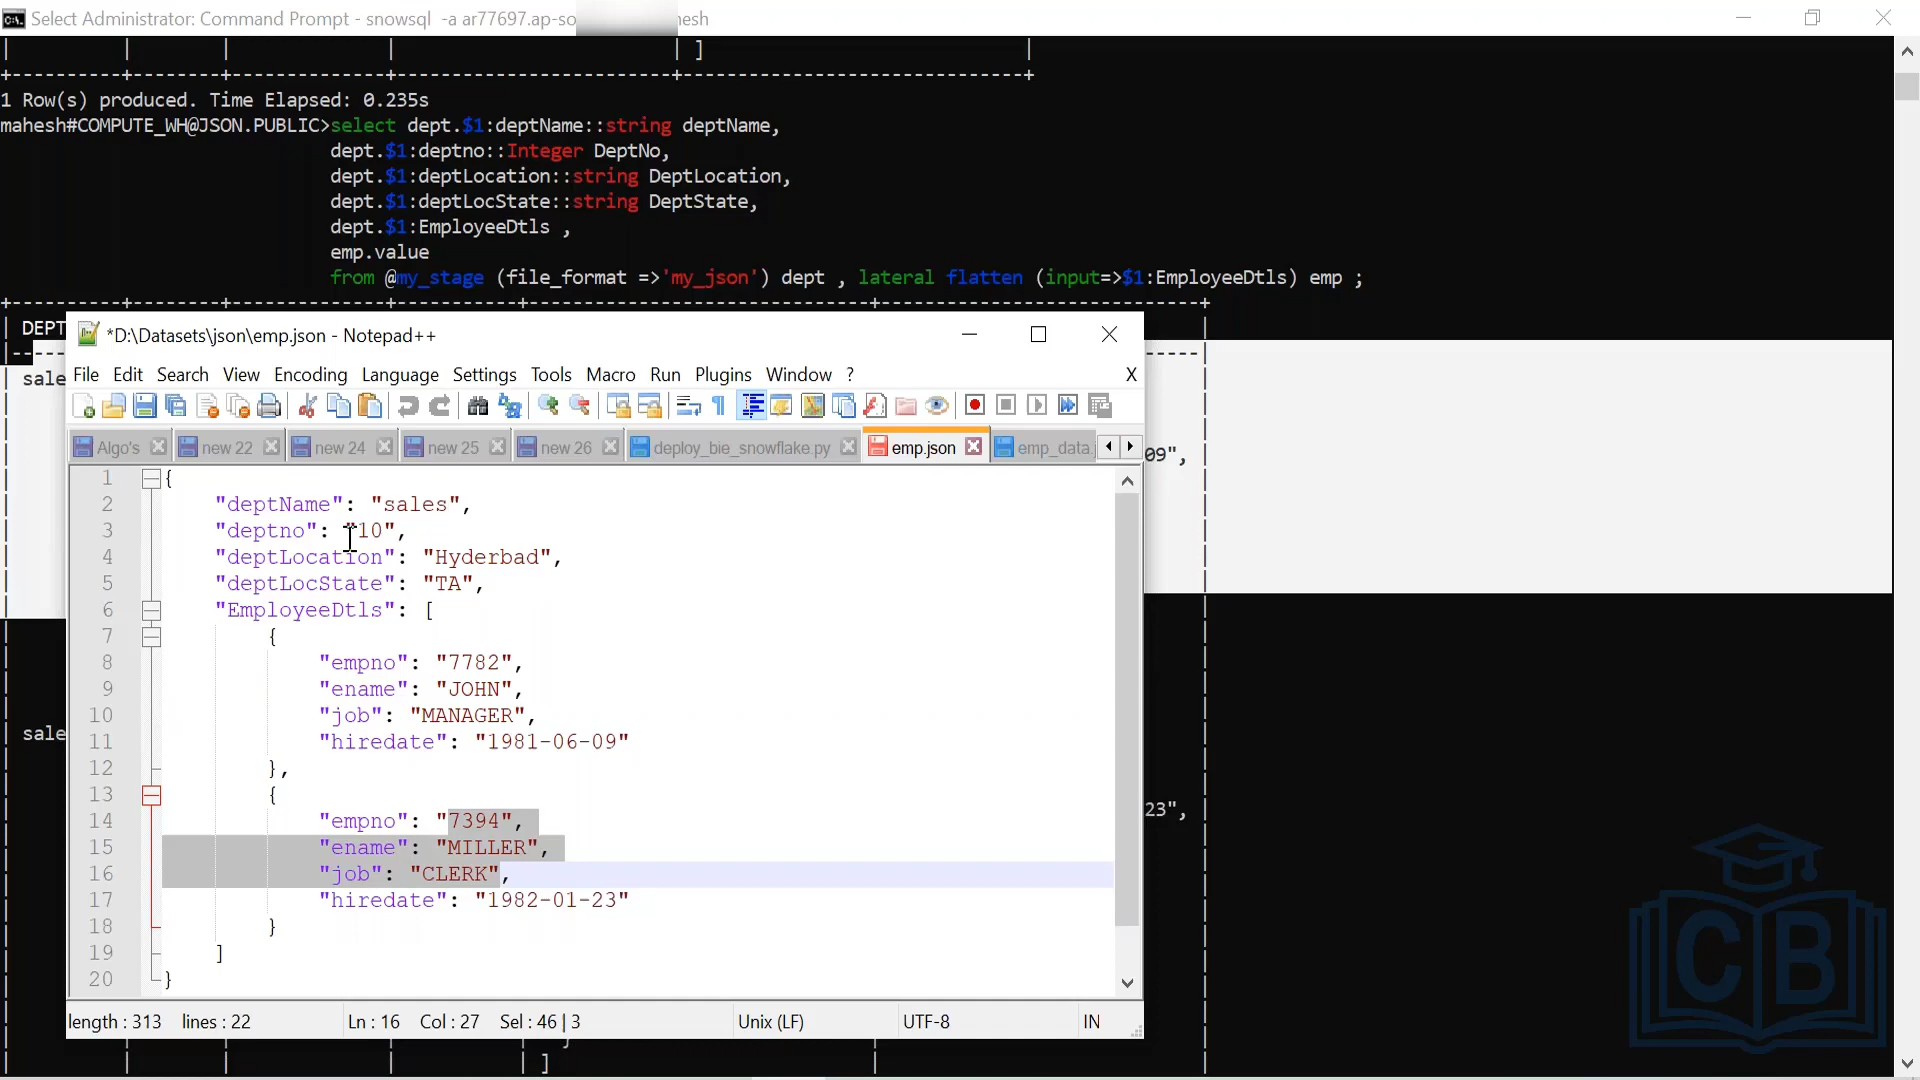 Select Administrator: Command Prompt - snowsql -a ar77697.ap-so
1 Row(s) produced. Time Elapsed: 0.235s
mahesh#COMPUTE_WH@JSON.PUBLIC>select dept.$1:deptName::string deptName,
dept.$1:deptno::Integer DeptNo,
dept.$1:deptLocation::string DeptLocation,
dept.$1:deptLocState::string DeptState,
dept.$1:EmployeeDtls ,
emp.value
from @my_stage (file_format =>'my_json') dept , lateral flatten (input=>$1:EmployeeDtls) emp ;
DEPT
sale
09",
sale
23",
*D:\Datasets\json\emp.json - Notepad++
File Edit Search View Encoding Language Settings Tools Macro Run Plugins Window ? X
Algo's new 22 new 24 new 25 new 26 deploy_bie_snowflake.py emp.json emp_data.
1 {
2 "deptName": "sales",
3 "deptno": "10",
4 "deptLocation": "Hyderbad",
5 "deptLocState": "TA",
6 "EmployeeDtls": [
7 {
8 "empno": "7782",
9 "ename": "JOHN",
10 "job": "MANAGER",
11 "hiredate": "1981-06-09"
12 },
13 {
14 "empno": "7394",
15 "ename": "MILLER",
16 "job": "CLERK",
17 "hiredate": "1982-01-23"
18 }
19 ]
20 }
length : 313 lines : 22 Ln : 16 Col : 27 Sel : 46 | 3 Unix (LF) UTF-8 IN
]
CB